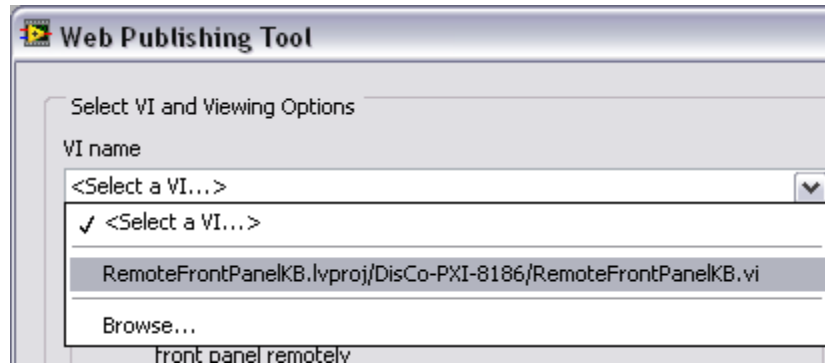 Web Publishing Tool
Select VI and Viewing Options
VI name
<Select a VI...>
✓ <Select a VI...>
RemoteFrontPanelKB.lvproj/DisCo-PXI-8186/RemoteFrontPanelKB.vi
Browse...
front panel remotely